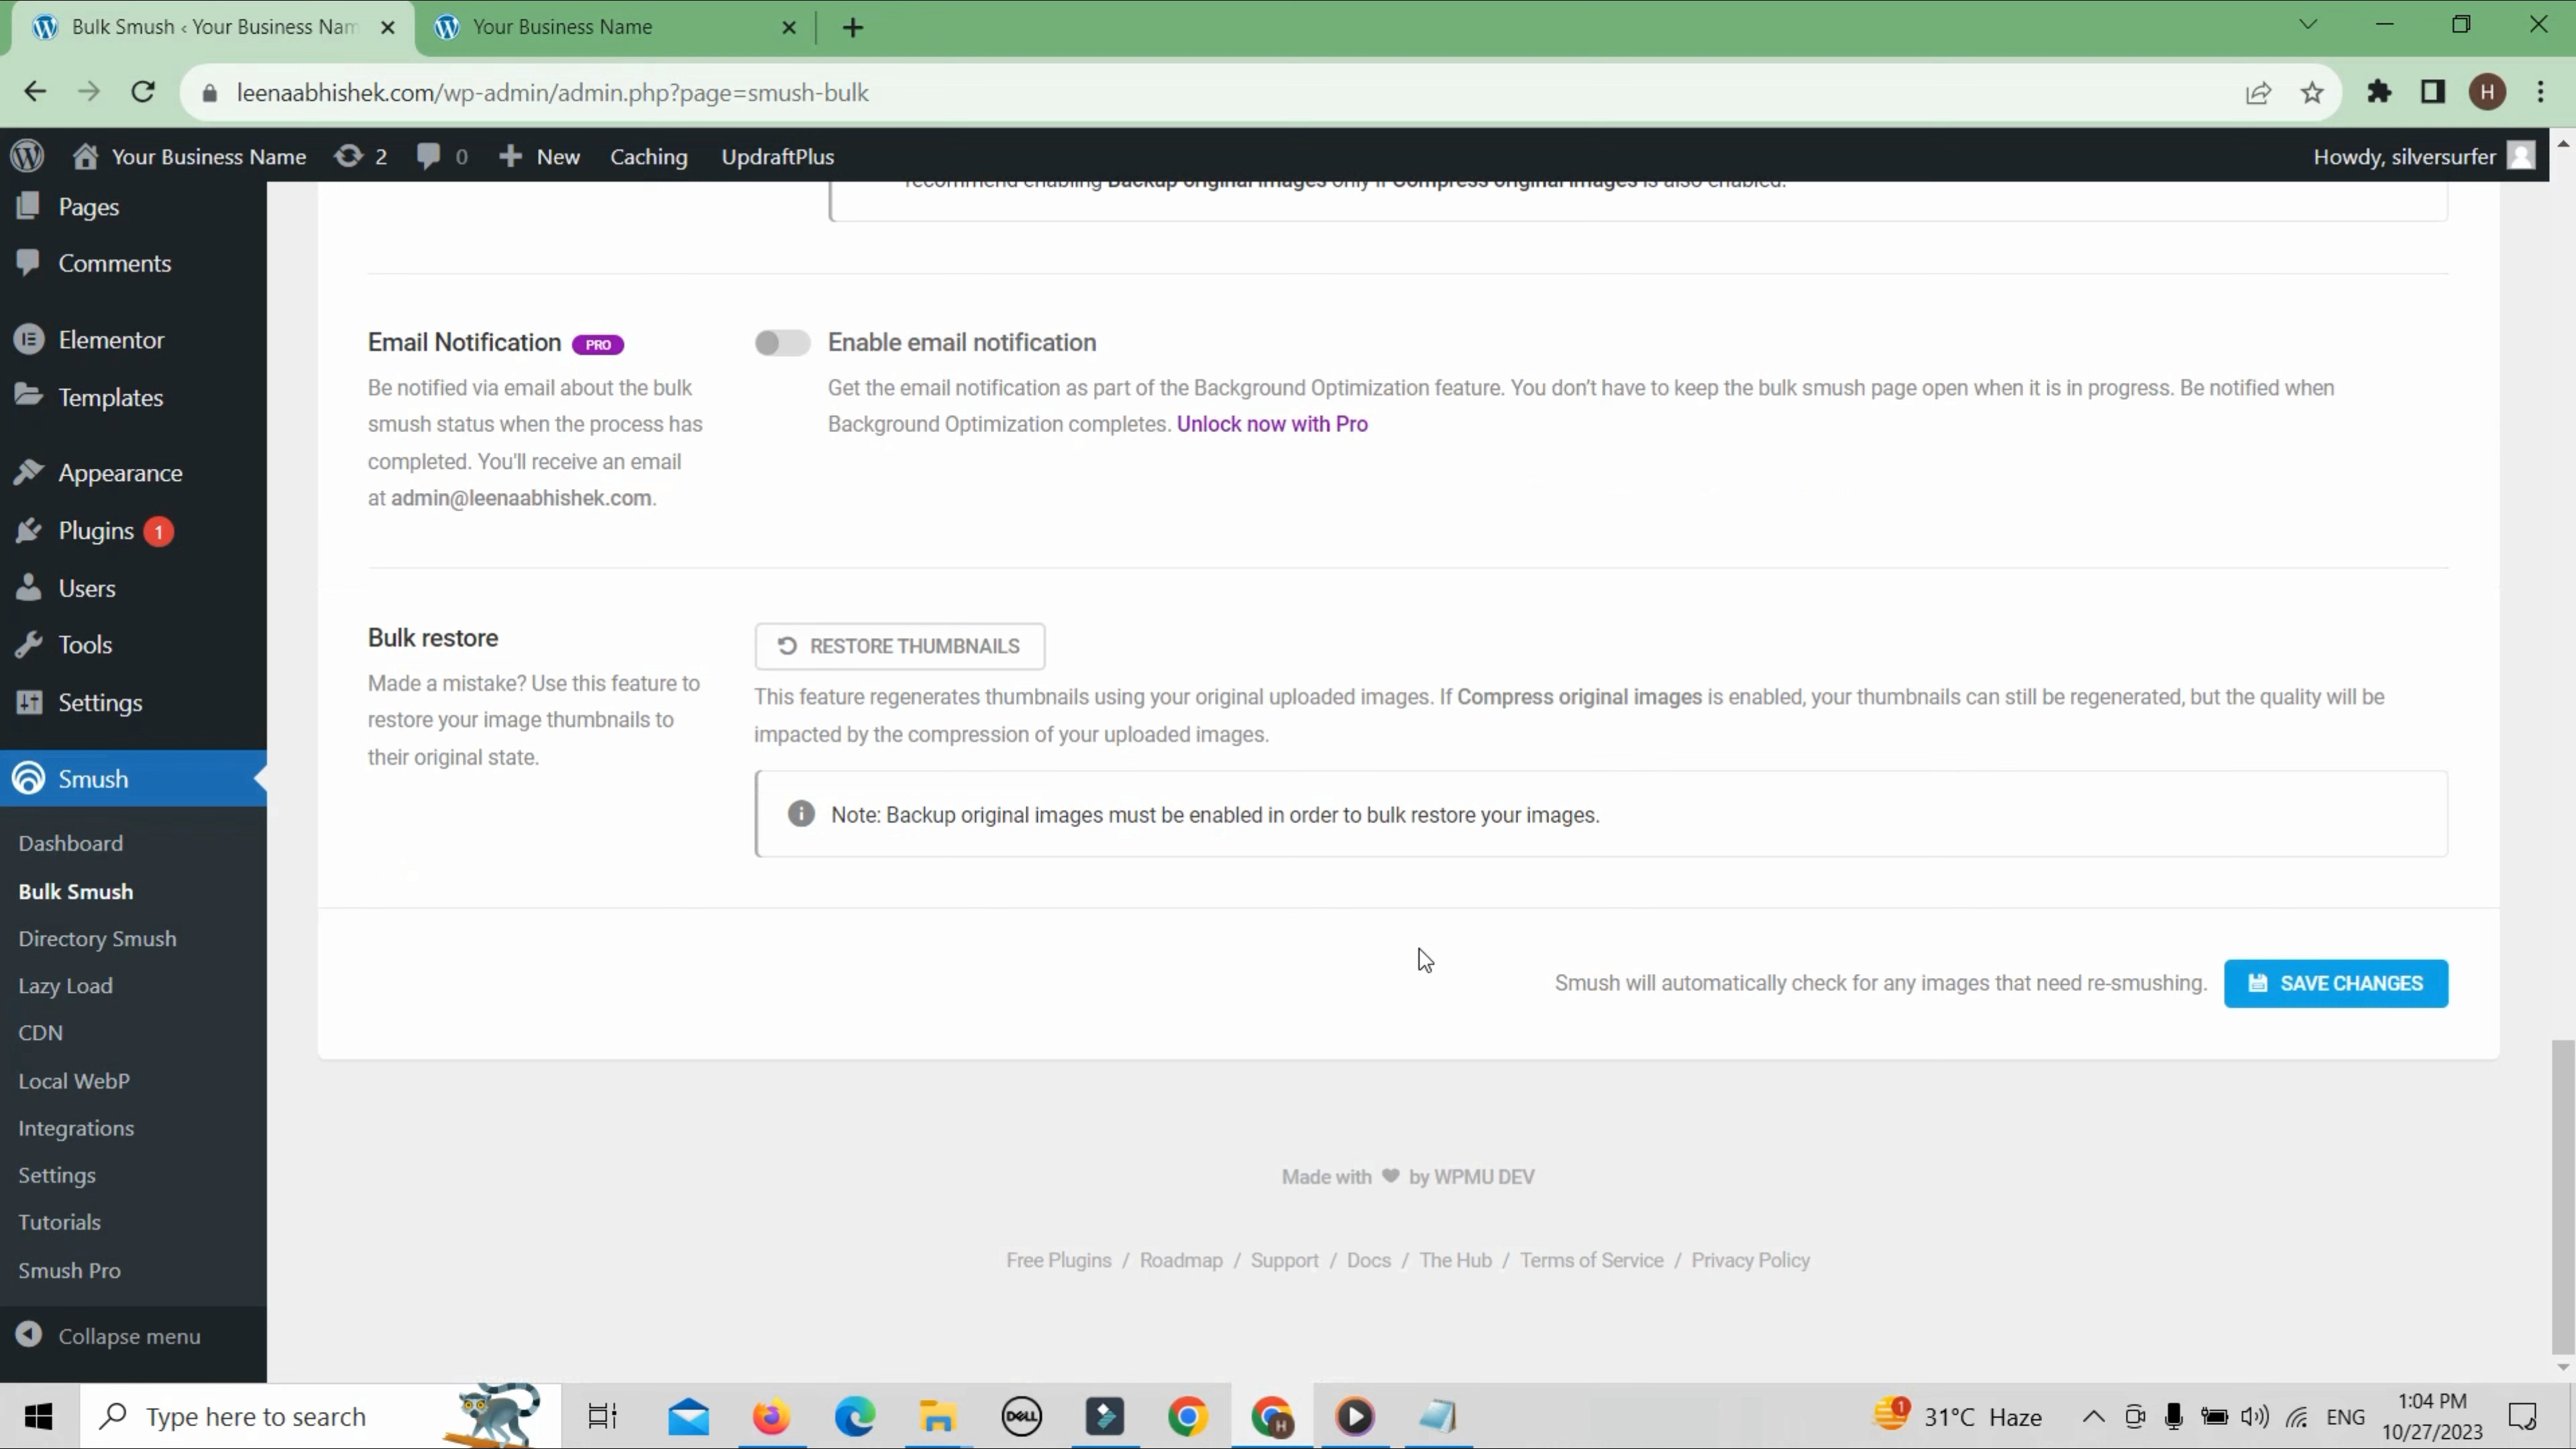 Bulk Smush ‹ Your Business Nam
Your Business Name
leenaabhishek.com/wp-admin/admin.php?page=smush-bulk
H
Your Business Name
2
0
New
Caching
UpdraftPlus
Howdy, silversurfer
Pages
Comments
Elementor
Templates
Appearance
Plugins 1
Users
Tools
Settings
Smush
Dashboard
Bulk Smush
Directory Smush
Lazy Load
CDN
Local WebP
Integrations
Settings
Tutorials
Smush Pro
Collapse menu
recommend enabling Backup original images only if Compress original images is also enabled.
Email Notification PRO
Be notified via email about the bulk
smush status when the process has
completed. You'll receive an email
at admin@leenaabhishek.com.
Enable email notification
Get the email notification as part of the Background Optimization feature. You don’t have to keep the bulk smush page open when it is in progress. Be notified when
Background Optimization completes. Unlock now with Pro
Bulk restore
Made a mistake? Use this feature to
restore your image thumbnails to
their original state.
RESTORE THUMBNAILS
This feature regenerates thumbnails using your original uploaded images. If Compress original images is enabled, your thumbnails can still be regenerated, but the quality will be
impacted by the compression of your uploaded images.
Note: Backup original images must be enabled in order to bulk restore your images.
Smush will automatically check for any images that need re-smushing.
SAVE CHANGES
Made with ♥ by WPMU DEV
Free Plugins / Roadmap / Support / Docs / The Hub / Terms of Service / Privacy Policy
Type here to search
DELL
H
1
31°C Haze
ENG
1:04 PM
10/27/2023